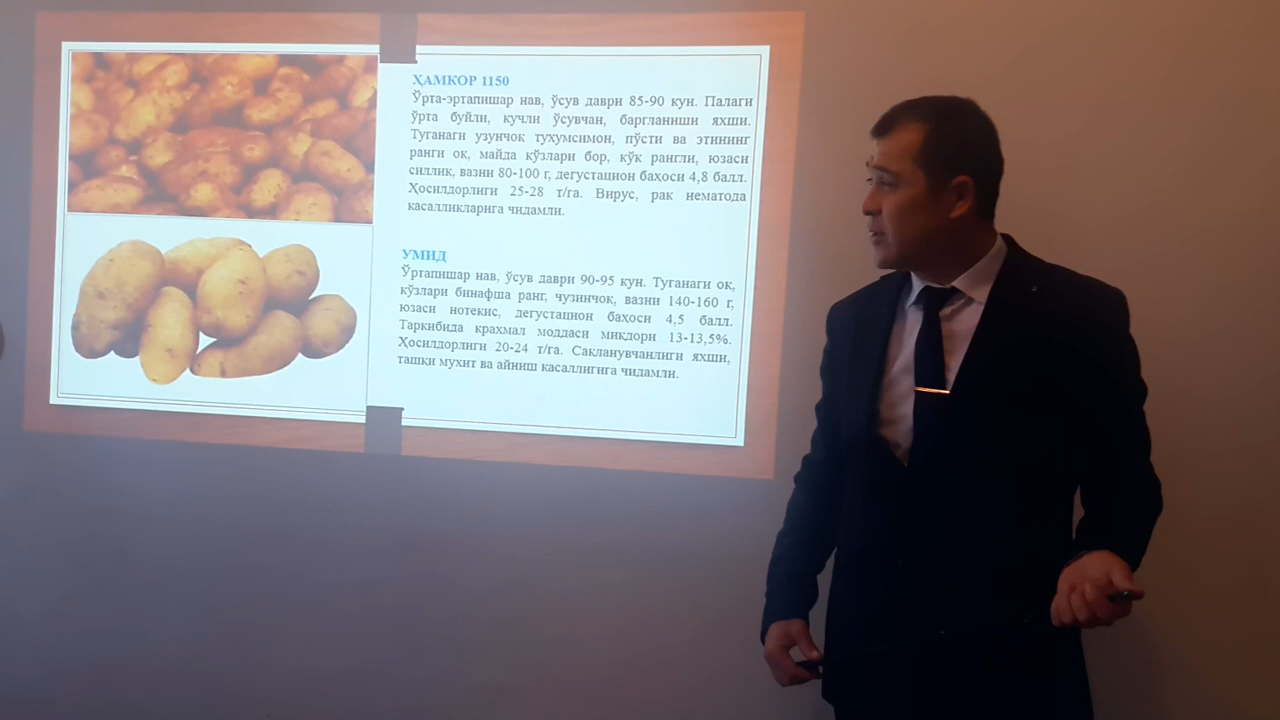 ҲАМКОР 1150
Ўрта-эртапишар нав, ўсув даври 85-90 кун. Палаги
ўрта буйли, кучли ўсувчан, баргланиши яхши.
Туганаги узунчоқ тухумсимон, пўсти ва этининг
ранги оқ, майда кўзлари бор, кўк рангли, юзаси
силлиқ, вазни 80-100 г, дегустацион баҳоси 4,8 балл.
Ҳосилдорлиги 25-28 т/га. Вирус, рак нематода
касалликларига чидамли.
УМИД
Ўртапишар нав, ўсув даври 90-95 кун. Туганаги оқ,
кўзлари бинафша ранг, чузинчоқ, вазни 140-160 г,
юзаси нотекис, дегустацион баҳоси 4,5 балл.
Таркибида крахмал моддаси миқдори 13-13,5%.
Ҳосилдорлиги 20-24 т/га. Сақланувчанлиги яхши,
ташқи муҳит ва айниш касаллигига чидамли.